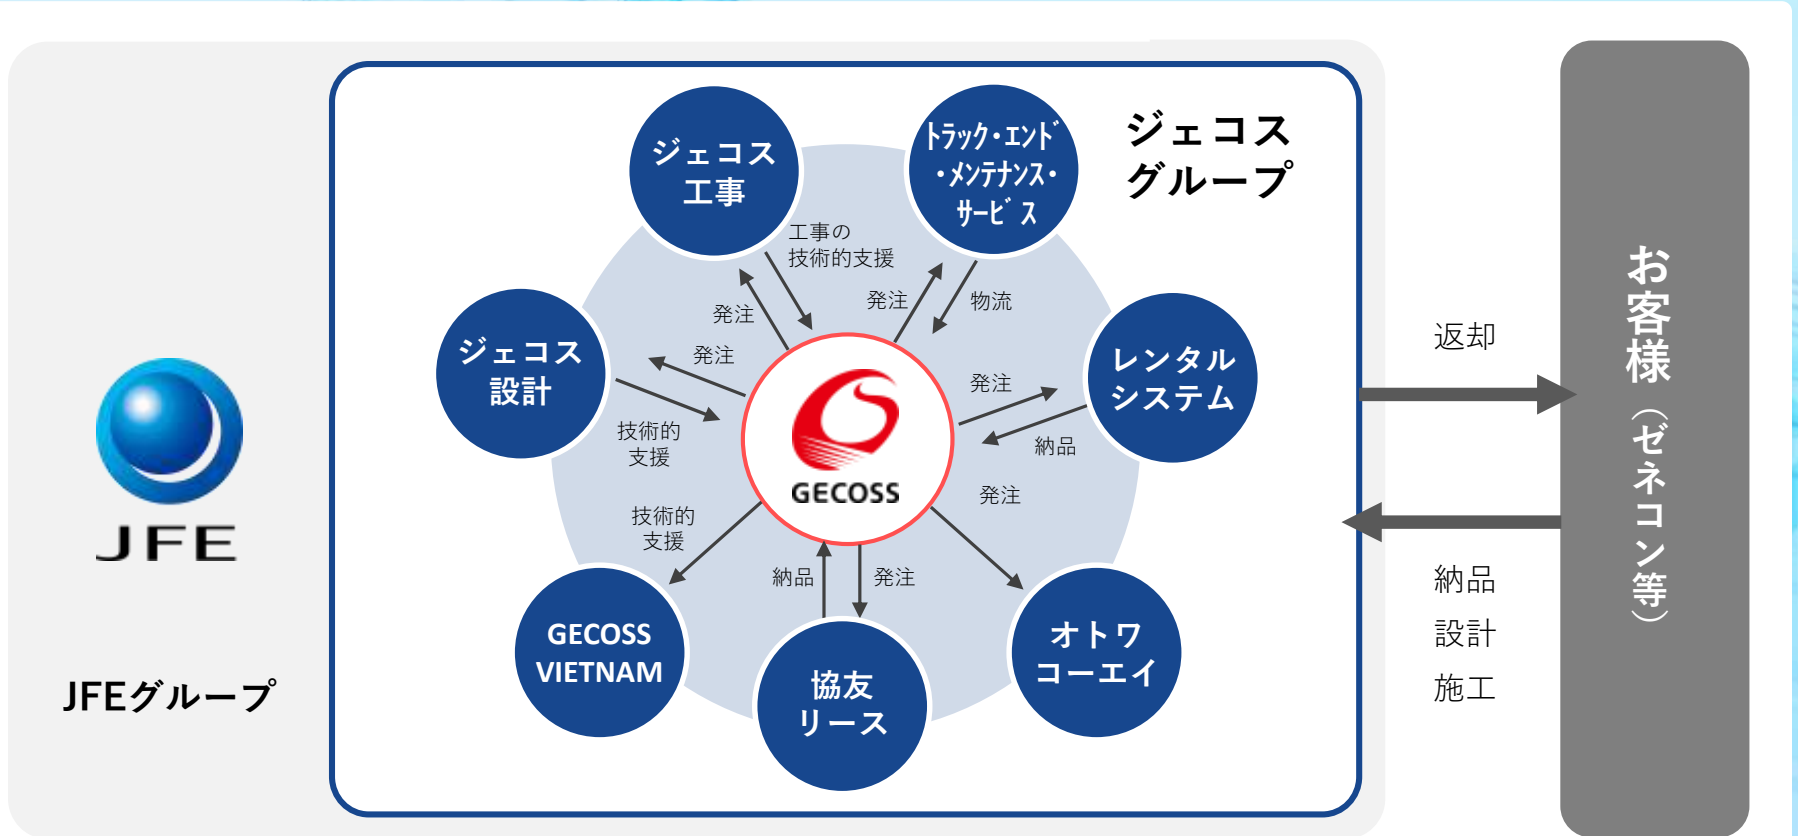 JFE
JFEグループ
ジェコス
グループ
ジェコス
工事
トラック・エンド
・メンテナンス・
サービス
工事の
技術的支援
発注
発注
物流
ジェコス
設計
発注
技術的
支援
レンタル
システム
発注
納品
GECOSS
発注
技術的
支援
納品
発注
GECOSS
VIETNAM
協友
リース
オトワ
コーエイ
返却
納品
設計
施工
お客様（ゼネコン等）